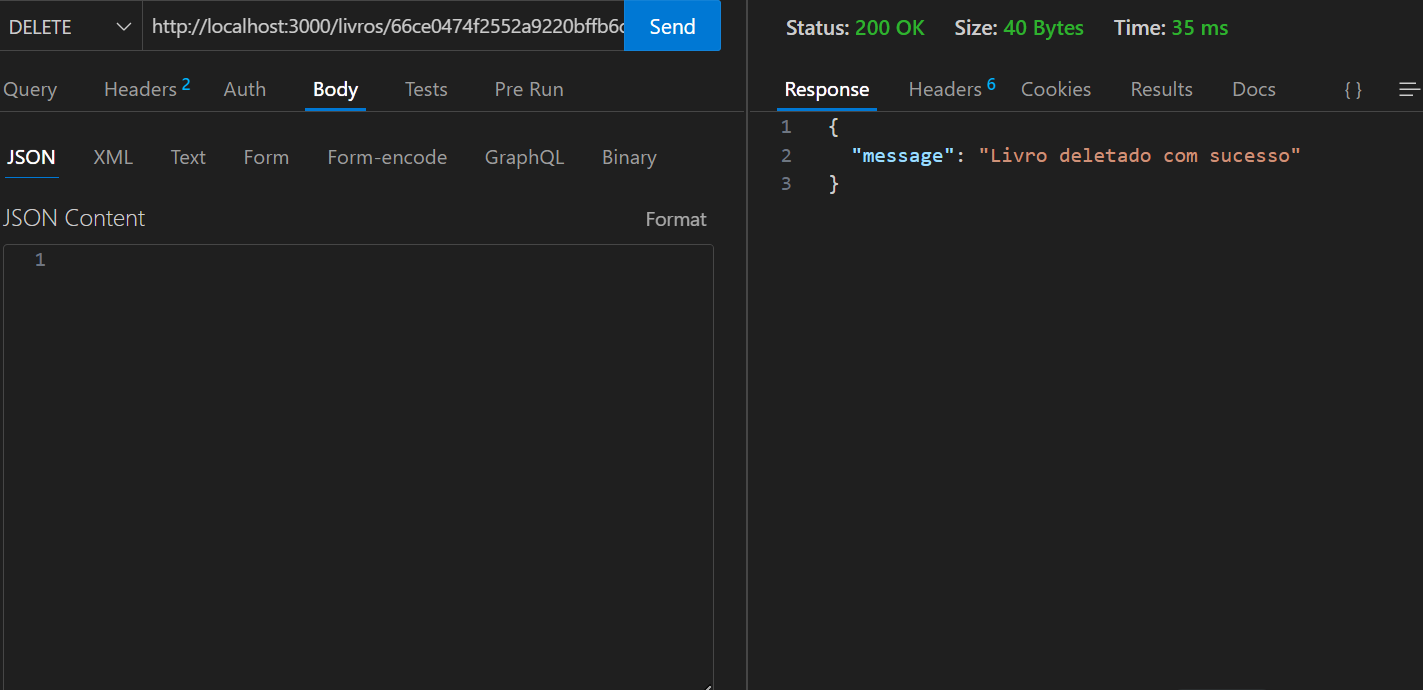 DELETE http://localhost:3000/livros/66ce0474f2552a9220bffb6c Send
Query Headers 2 Auth Body Tests Pre Run
JSON XML Text Form Form-encode GraphQL Binary
JSON Content Format
1
Status: 200 OK Size: 40 Bytes Time: 35 ms
Response Headers 6 Cookies Results Docs { }
1 {
2 "message": "Livro deletado com sucesso"
3 }